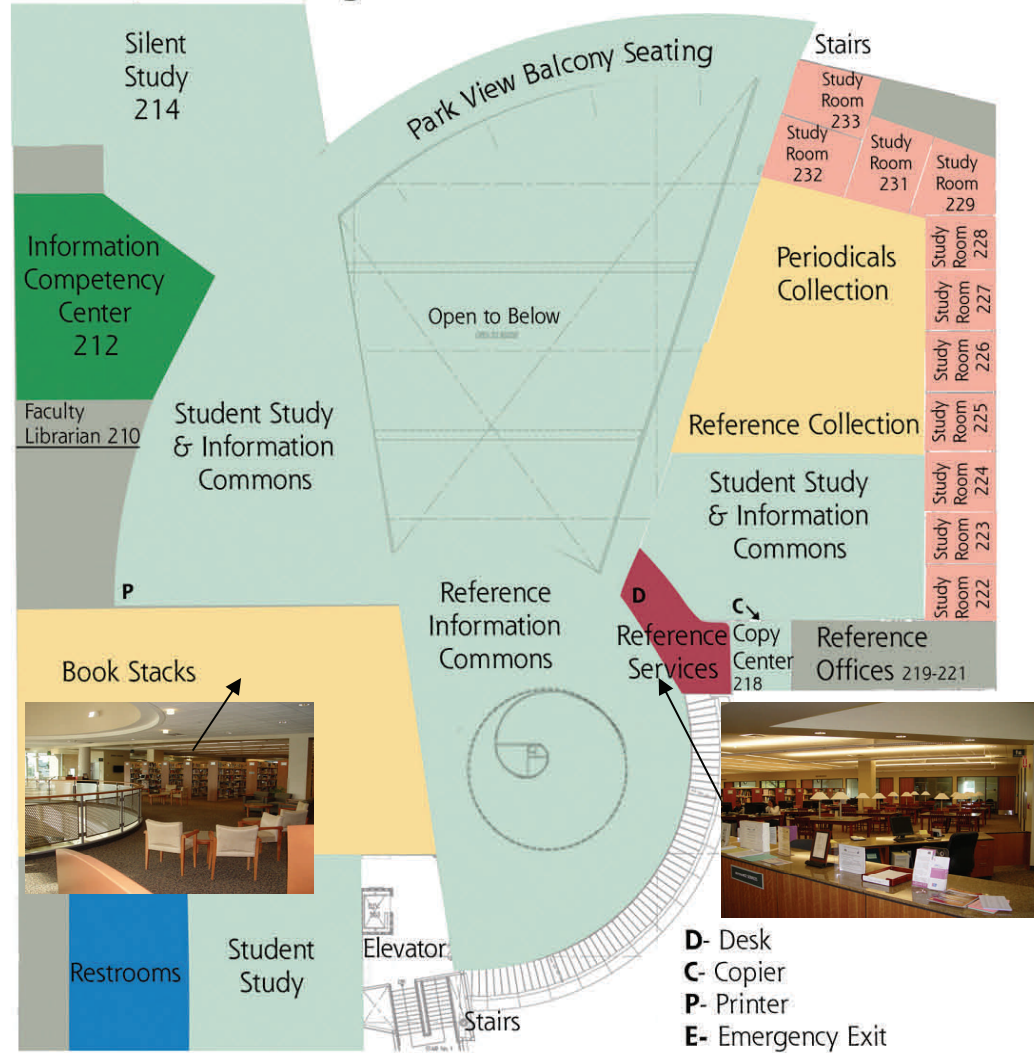 Silent
Study
214
Park View Balcony Seating
Stairs
Study
Room
233
Study
Room
232
Study
Room
231
Study
Room
229
Information
Competency
Center
212
Periodicals
Collection
Study
Room
228
Study
Room
227
Study
Room
226
Open to Below
Faculty
Librarian 210
Student Study
& Information
Commons
Reference Collection
Study
Room
225
Student Study
& Information
Commons
Study
Room
224
Study
Room
223
Study
Room
222
P
Reference
Information
Commons
D
Reference
Services
C
Copy
Center
218
Reference
Offices 219-221
Book Stacks
Restrooms
Student
Study
Elevator
Stairs
D- Desk
C- Copier
P- Printer
E- Emergency Exit